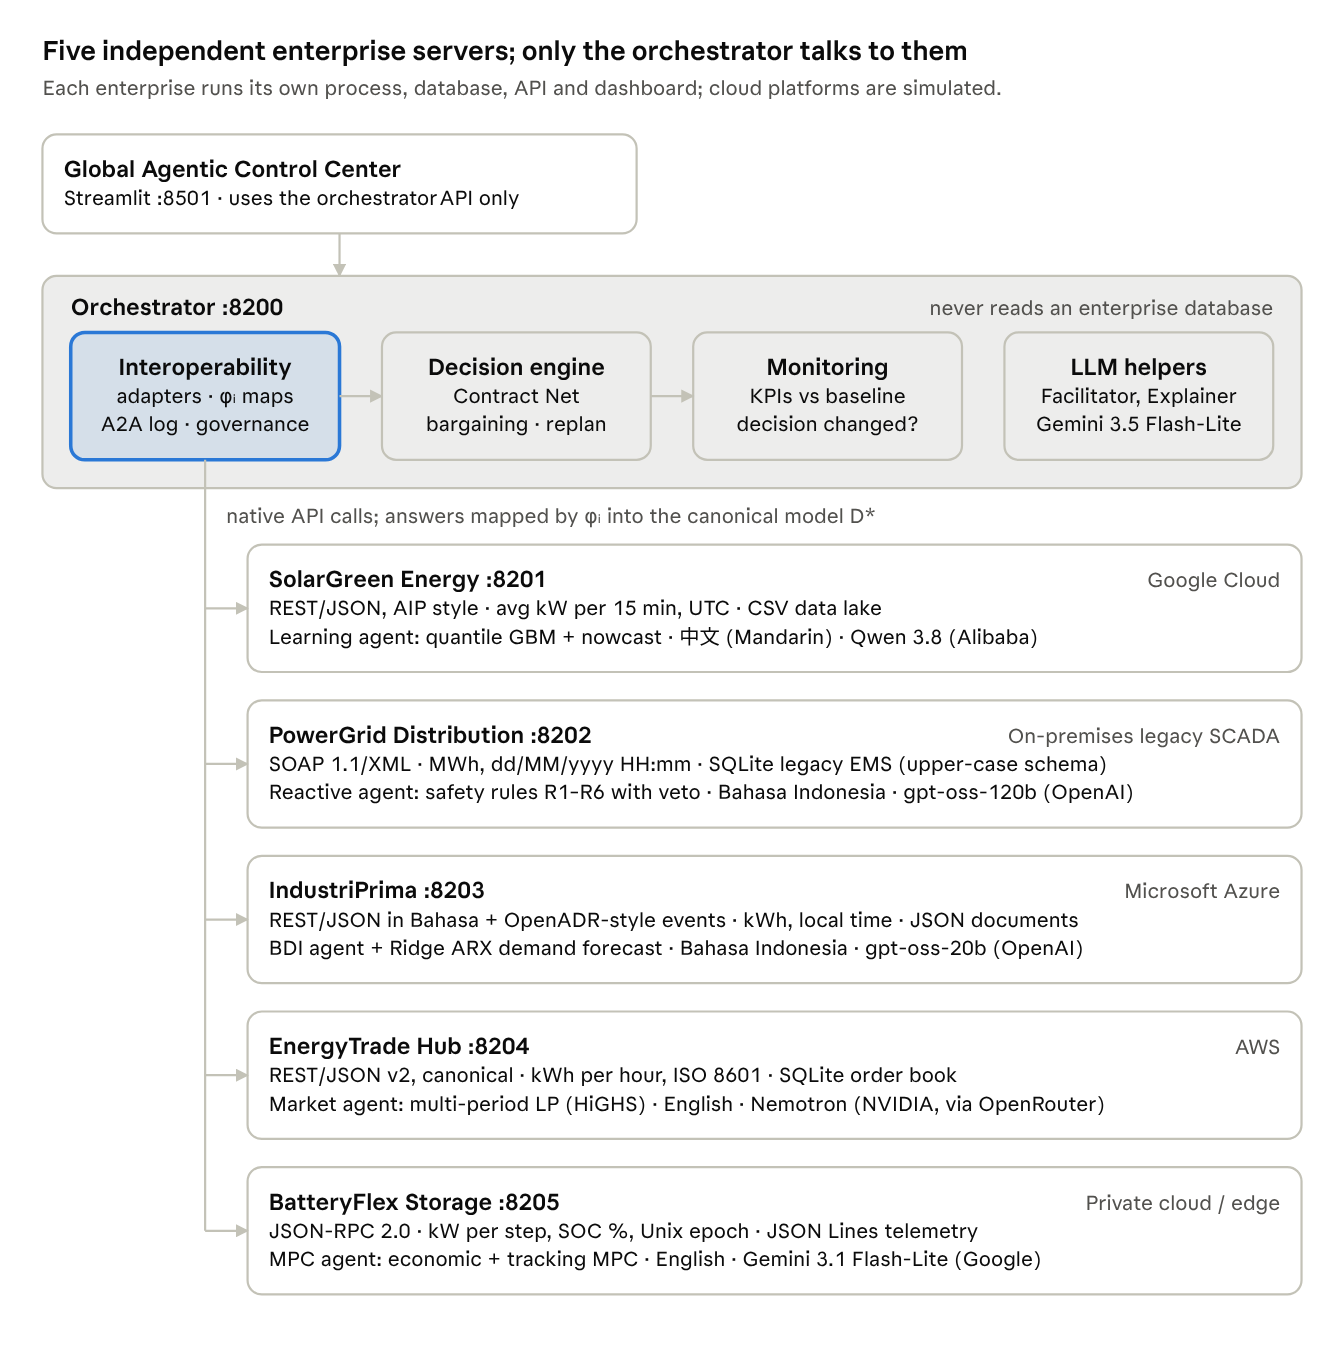 Five independent enterprise servers; only the orchestrator talks to them
Each enterprise runs its own process, database, API and dashboard; cloud platforms are simulated.
Global Agentic Control Center
Streamlit :8501 · uses the orchestrator API only
Orchestrator :8200
never reads an enterprise database
Interoperability
adapters · φᵢ maps
A2A log · governance
Decision engine
Contract Net
bargaining · replan
Monitoring
KPIs vs baseline
decision changed?
LLM helpers
Facilitator, Explainer
Gemini 3.5 Flash-Lite
native API calls; answers mapped by φᵢ into the canonical model D*
SolarGreen Energy :8201
Google Cloud
REST/JSON, AIP style · avg kW per 15 min, UTC · CSV data lake
Learning agent: quantile GBM + nowcast · 中文 (Mandarin) · Qwen 3.8 (Alibaba)
PowerGrid Distribution :8202
On-premises legacy SCADA
SOAP 1.1/XML · MWh, dd/MM/yyyy HH:mm · SQLite legacy EMS (upper-case schema)
Reactive agent: safety rules R1–R6 with veto · Bahasa Indonesia · gpt-oss-120b (OpenAI)
IndustriPrima :8203
Microsoft Azure
REST/JSON in Bahasa + OpenADR-style events · kWh, local time · JSON documents
BDI agent + Ridge ARX demand forecast · Bahasa Indonesia · gpt-oss-20b (OpenAI)
EnergyTrade Hub :8204
AWS
REST/JSON v2, canonical · kWh per hour, ISO 8601 · SQLite order book
Market agent: multi-period LP (HiGHS) · English · Nemotron (NVIDIA, via OpenRouter)
BatteryFlex Storage :8205
Private cloud / edge
JSON-RPC 2.0 · kW per step, SOC %, Unix epoch · JSON Lines telemetry
MPC agent: economic + tracking MPC · English · Gemini 3.1 Flash-Lite (Google)